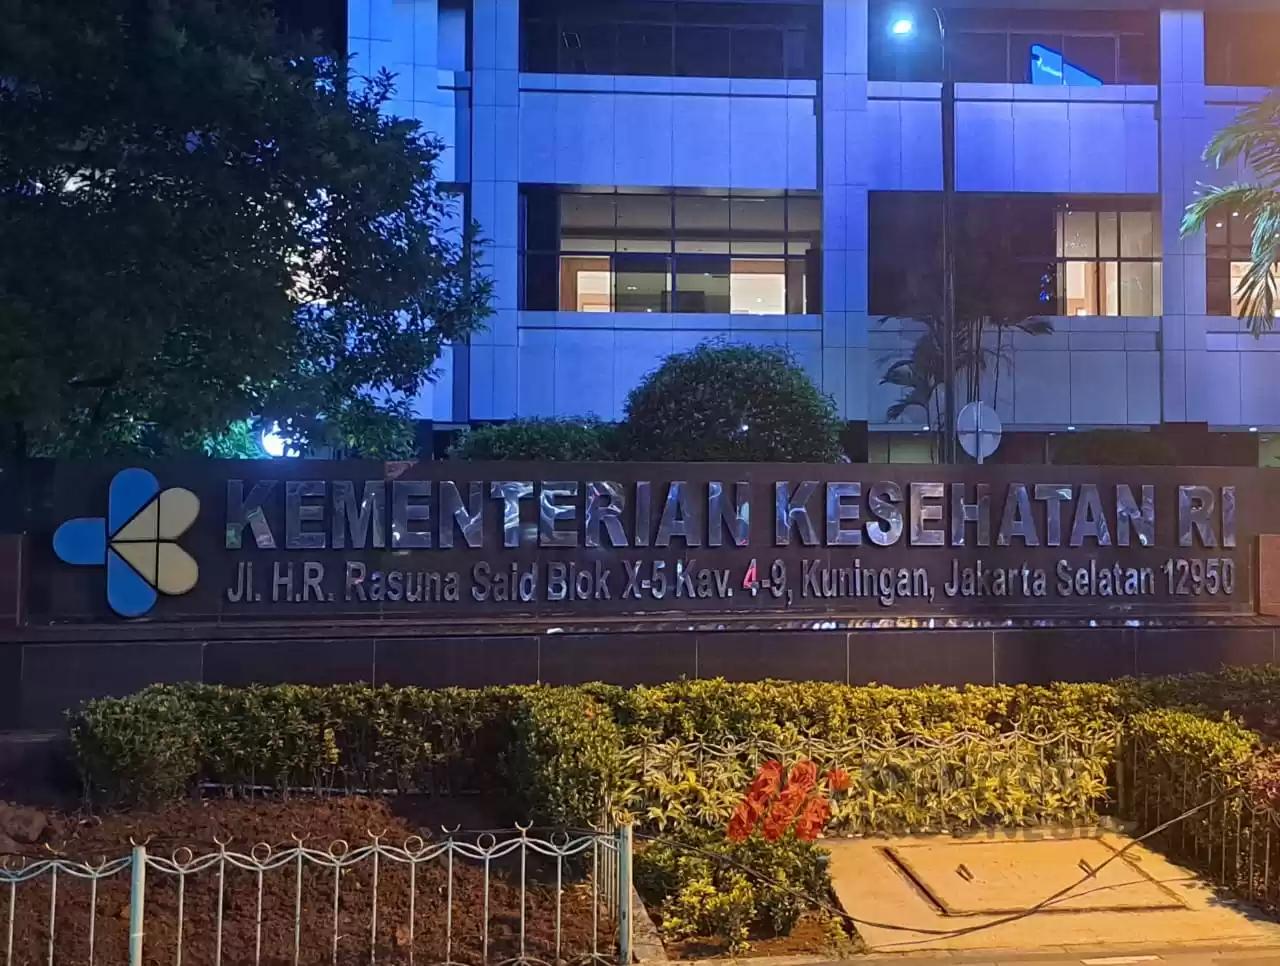 KEMENTERIAN KESEHATAN RI
Jl. H.R. Rasuna Said Blok X-5 Kav. 4-9, Kuningan, Jakarta Selatan 12950